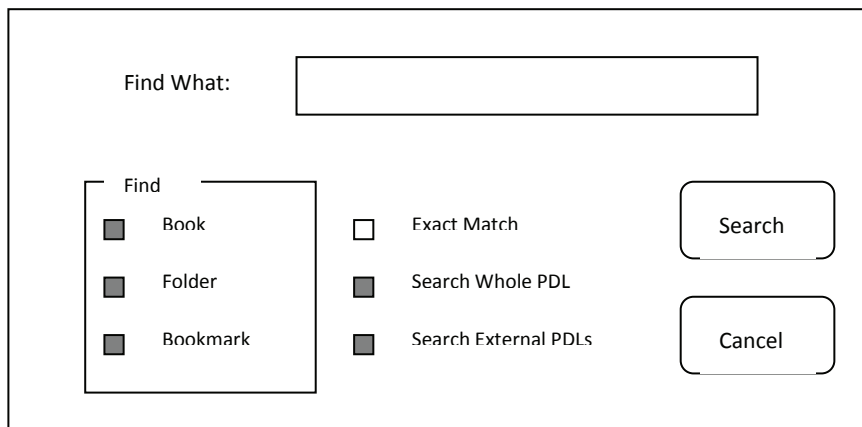 Find What:
Find
Book
Exact Match
Search
Folder
Search Whole PDL
Bookmark
Search External PDLs
Cancel